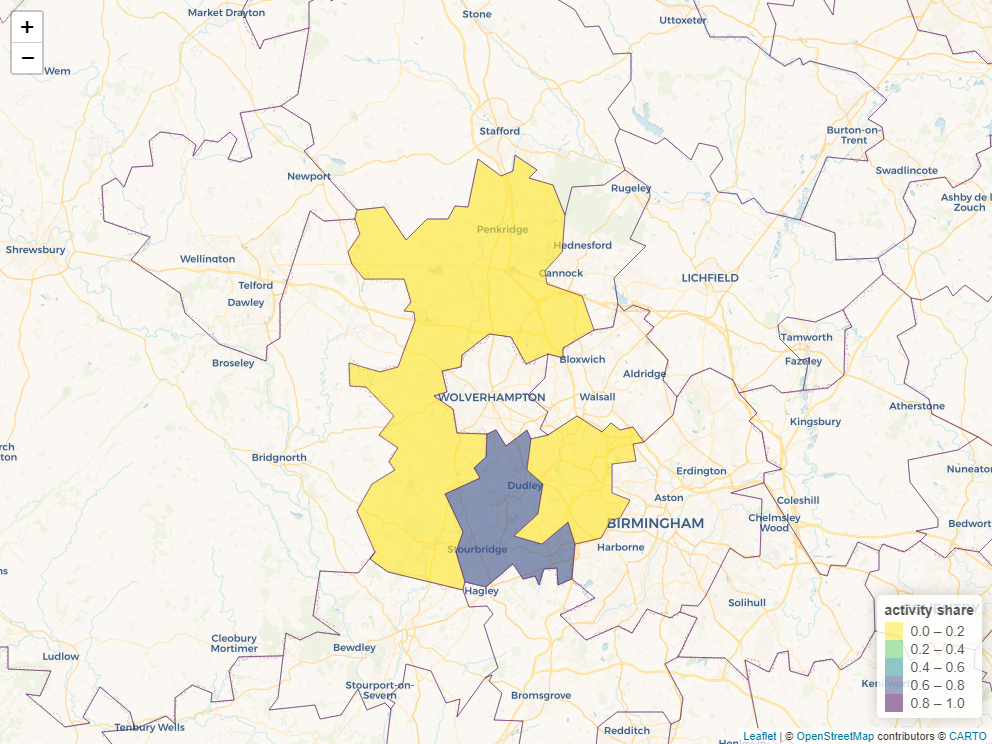 Market Drayton
Stone
Uttoxeter
+
−
Wem
Stafford
Burton-on-
Trent
Swadlincote
Newport
Rugeley
Ashby de l
Zouch
Penkridge
Shrewsbury
Hednesford
Wellington
Cannock
LICHFIELD
Telford
Dawley
Tamworth
Broseley
Bloxwich
Fazeley
Aldridge
WOLVERHAMPTON
Walsall
Atherstone
Kingsbury
rch
ton
Bridgnorth
Erdington
Nuneaton
Dudley
Aston
Coleshill
BIRMINGHAM
Chelmsley
Wood
Bedwort
Stourbridge
Harborne
ns
Hagley
Solihull
activity share
0.0 – 0.2
0.2 – 0.4
0.4 – 0.6
0.6 – 0.8
0.8 – 1.0
Cleobury
Mortimer
Bewdley
Ludlow
Stourport-on-
Severn
Bromsgrove
Tenbury Wells
Redditch
Leaflet | © OpenStreetMap contributors © CARTO